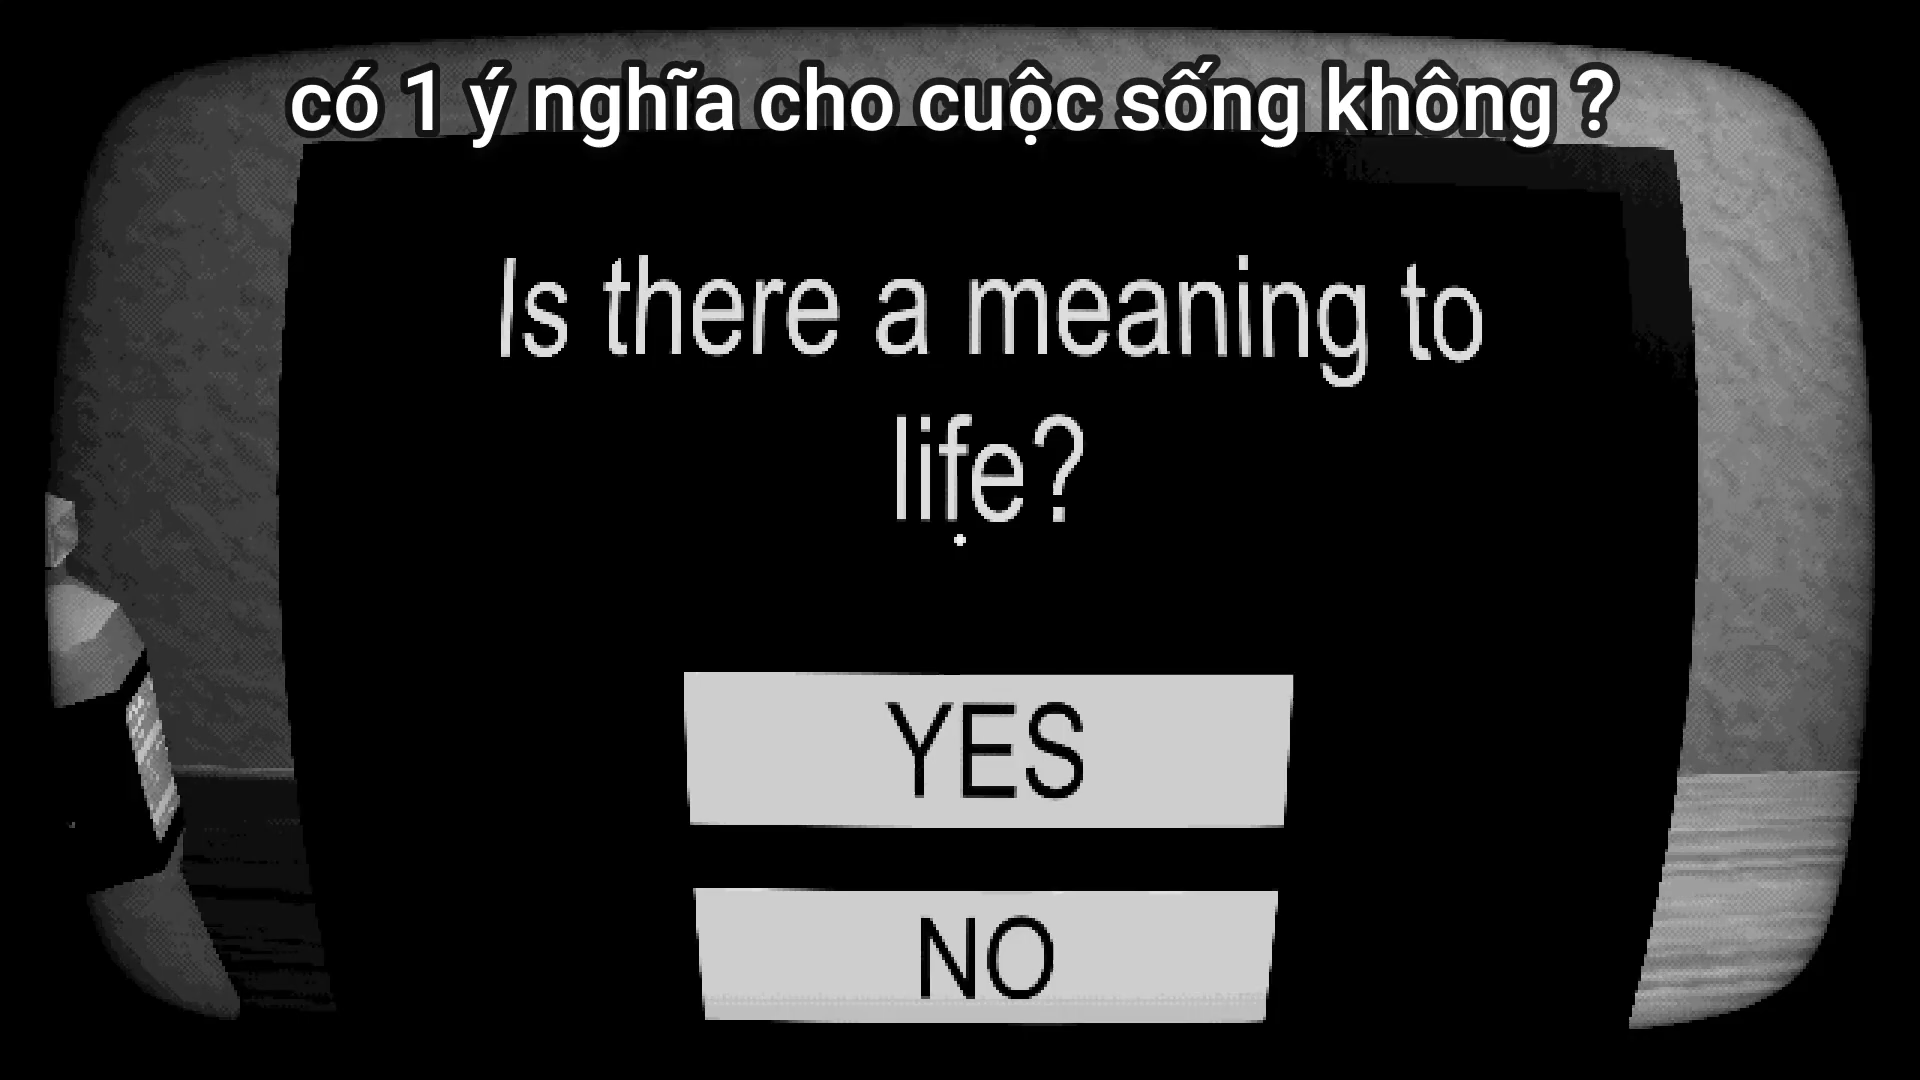 có 1 ý nghĩa cho cuộc sống không ?
Is there a meaning to
life?
YES
NO